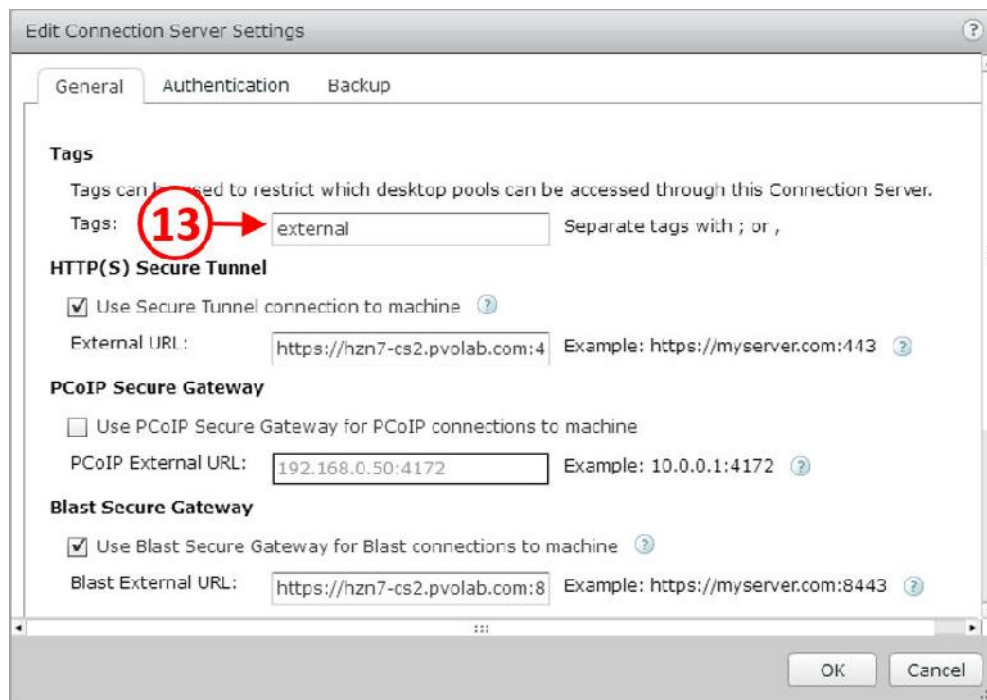 Edit Connection Server Settings ?
General Authentication Backup
Tags
Tags can be used to restrict which desktop pools can be accessed through this Connection Server.
Tags: 13 external Separate tags with ; or ,
HTTP(S) Secure Tunnel
Use Secure Tunnel connection to machine ?
External URL: https://hzn7-cs2.pvolab.com:4 Example: https://myserver.com:443 ?
PCoIP Secure Gateway
Use PCoIP Secure Gateway for PCoIP connections to machine
PCoIP External URL: 192.168.0.50:4172 Example: 10.0.0.1:4172 ?
Blast Secure Gateway
Use Blast Secure Gateway for Blast connections to machine ?
Blast External URL: https://hzn7-cs2.pvolab.com:8 Example: https://myserver.com:8443 ?
OK Cancel